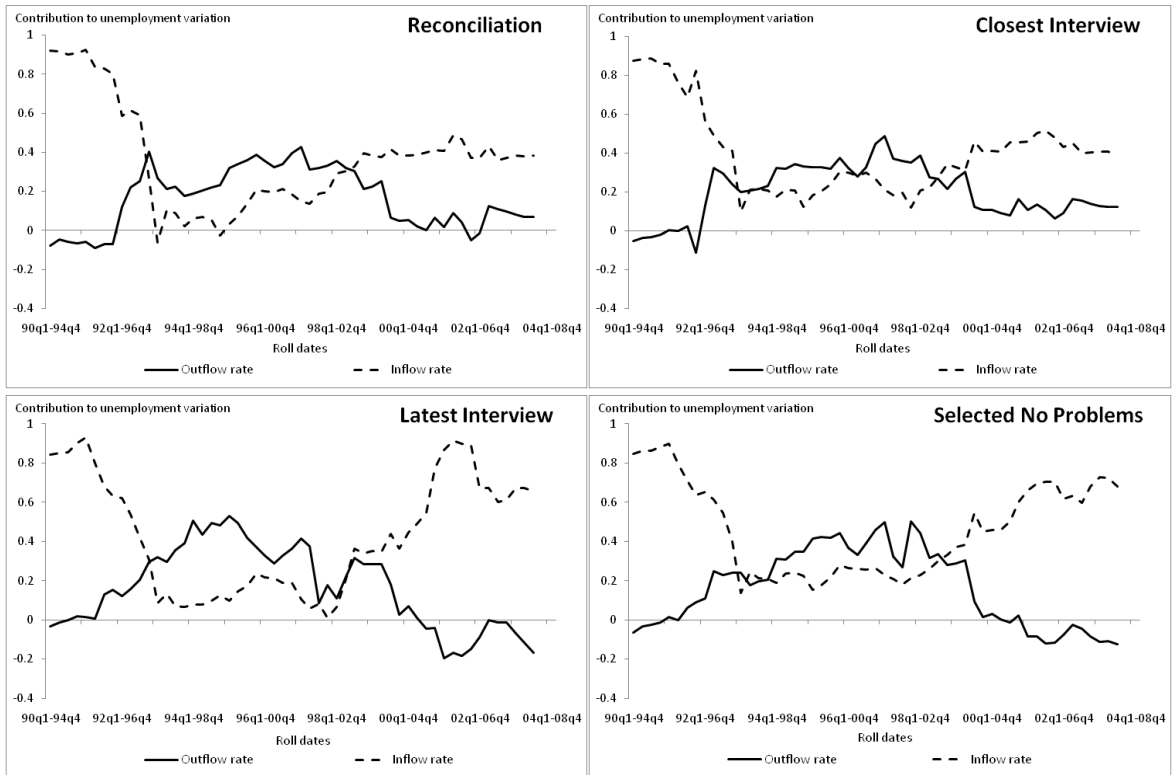 Contribution to unemployment variation
Reconciliation
1
0.8
0.6
0.4
0.2
0
-0.2
-0.4
90q1-94q4 92q1-96q4 94q1-98q4 96q1-00q4 98q1-02q4 00q1-04q4 02q1-06q4 04q1-08q4
Roll dates
Outflow rate Inflow rate
Contribution to unemployment variation
Closest Interview
1
0.8
0.6
0.4
0.2
0
-0.2
-0.4
90q1-94q4 92q1-96q4 94q1-98q4 96q1-00q4 98q1-02q4 00q1-04q4 02q1-06q4 04q1-08q4
Roll dates
Outflow rate Inflow rate
Contribution to unemployment variation
Latest Interview
1
0.8
0.6
0.4
0.2
0
-0.2
-0.4
90q1-94q4 92q1-96q4 94q1-98q4 96q1-00q4 98q1-02q4 00q1-04q4 02q1-06q4 04q1-08q4
Roll dates
Outflow rate Inflow rate
Contribution to unemployment variation
Selected No Problems
1
0.8
0.6
0.4
0.2
0
-0.2
-0.4
90q1-94q4 92q1-96q4 94q1-98q4 96q1-00q4 98q1-02q4 00q1-04q4 02q1-06q4 04q1-08q4
Roll dates
Outflow rate Inflow rate